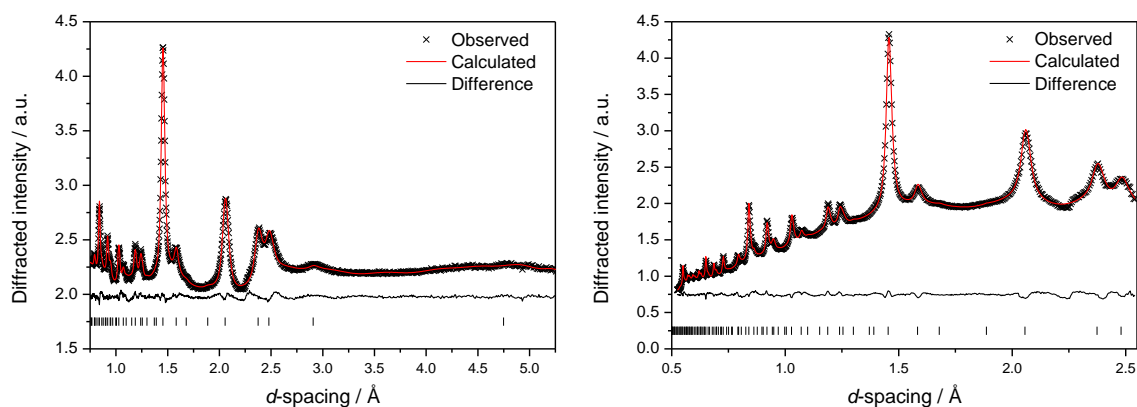 4.5
4.0
3.5
3.0
2.5
2.0
1.5
Diffracted intensity / a.u.
Observed
Calculated
Difference
1.0 1.5 2.0 2.5 3.0 3.5 4.0 4.5 5.0
d-spacing / Å
4.5
4.0
3.5
3.0
2.5
2.0
1.5
1.0
0.5
0.0
Diffracted intensity / a.u.
Observed
Calculated
Difference
0.5 1.0 1.5 2.0 2.5
d-spacing / Å